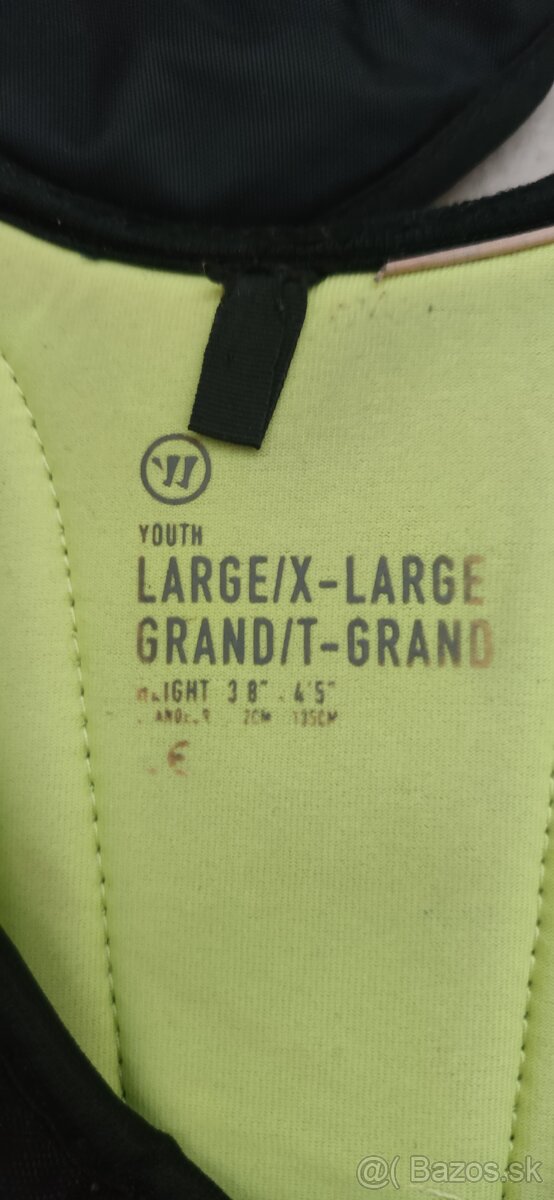 YOUTH
LARGE/X-LARGE
GRAND/T-GRAND
3 8" 4'5"
135CM
@( Bazos.sk